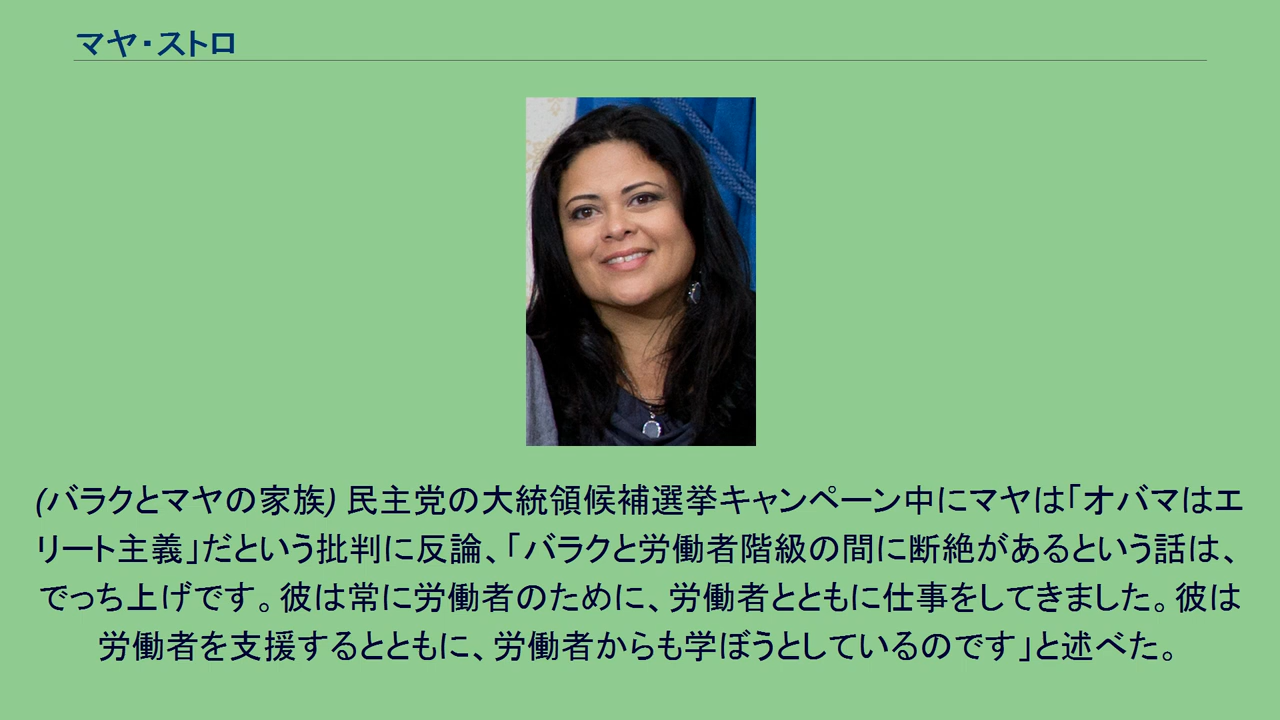 マヤ・ストロ
(バラクとマヤの家族) 民主党の大統領候補選挙キャンペーン中にマヤは「オバマはエ
リート主義」だという批判に反論、「バラクと労働者階級の間に断絶があるという話は、
でっち上げです。彼は常に労働者のために、労働者とともに仕事をしてきました。彼は
労働者を支援するとともに、労働者からも学ぼうとしているのです」と述べた。